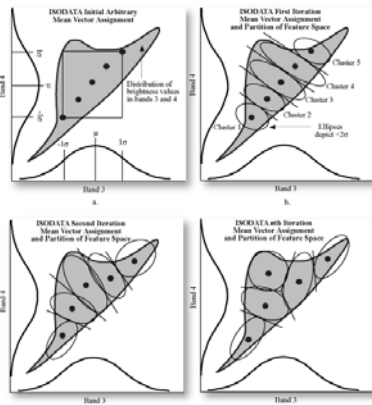 ISODATA Initial Arbitrary
Mean Vector Assignment
Band 4
1σ
μ
-1σ
Distribution of
brightness values
in bands 3 and 4
μ
-1σ
1σ
Band 3
a.
ISODATA First Iteration
Mean Vector Assignment
and Partition of Feature Space
Band 4
Cluster 5
Cluster 4
Cluster 3
Cluster 2
Cluster 1
Ellipses
depict
Band 3
b.
ISODATA Second Iteration
Mean Vector Assignment
and Partition of Feature Space
Band 4
Band 3
ISODATA nth Iteration
Mean Vector Assignment
and Partition of Feature Space
Band 4
Band 3